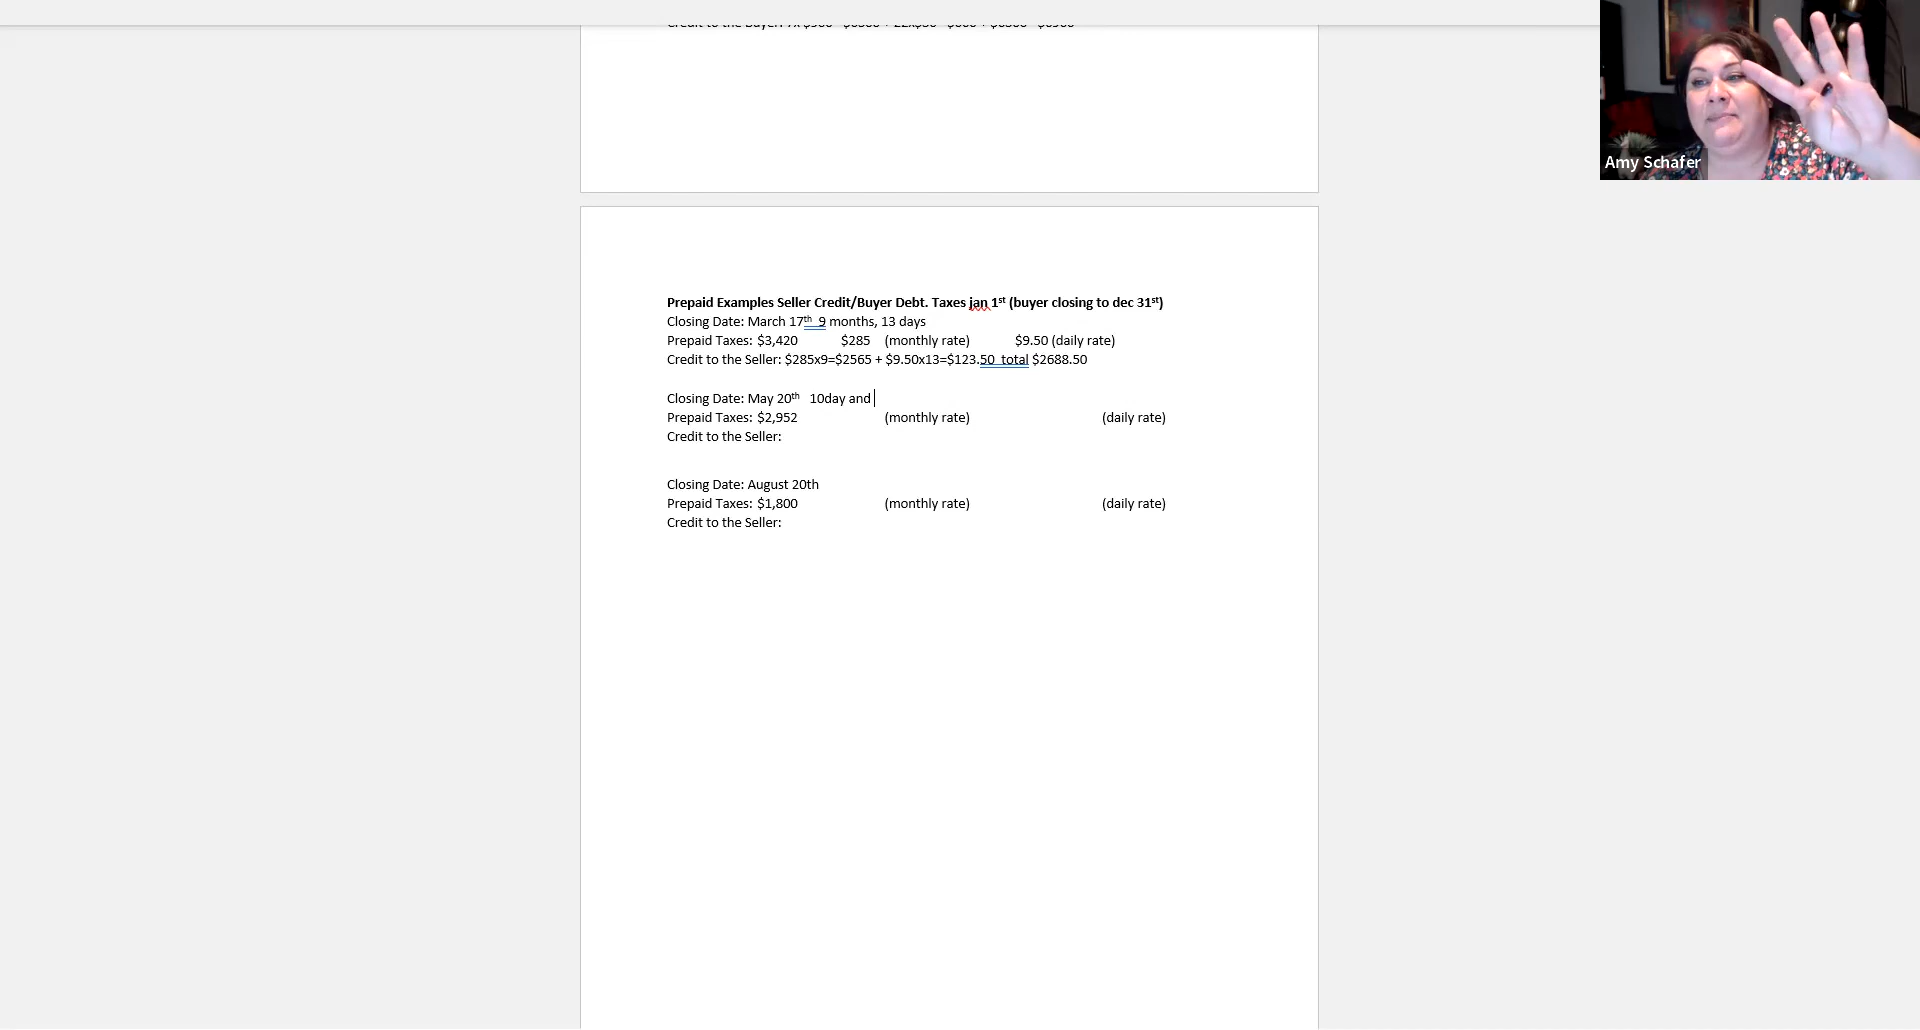 Amy Schafer
Prepaid Examples Seller Credit/Buyer Debt. Taxes jan 1st (buyer closing to dec 31st)
Closing Date: March 17th 9 months, 13 days
Prepaid Taxes: $3,420 $285 (monthly rate) $9.50 (daily rate)
Credit to the Seller: $285x9=$2565 + $9.50x13=$123.50 total $2688.50
Closing Date: May 20th 10day and
Prepaid Taxes: $2,952 (monthly rate) (daily rate)
Credit to the Seller:
Closing Date: August 20th
Prepaid Taxes: $1,800 (monthly rate) (daily rate)
Credit to the Seller: